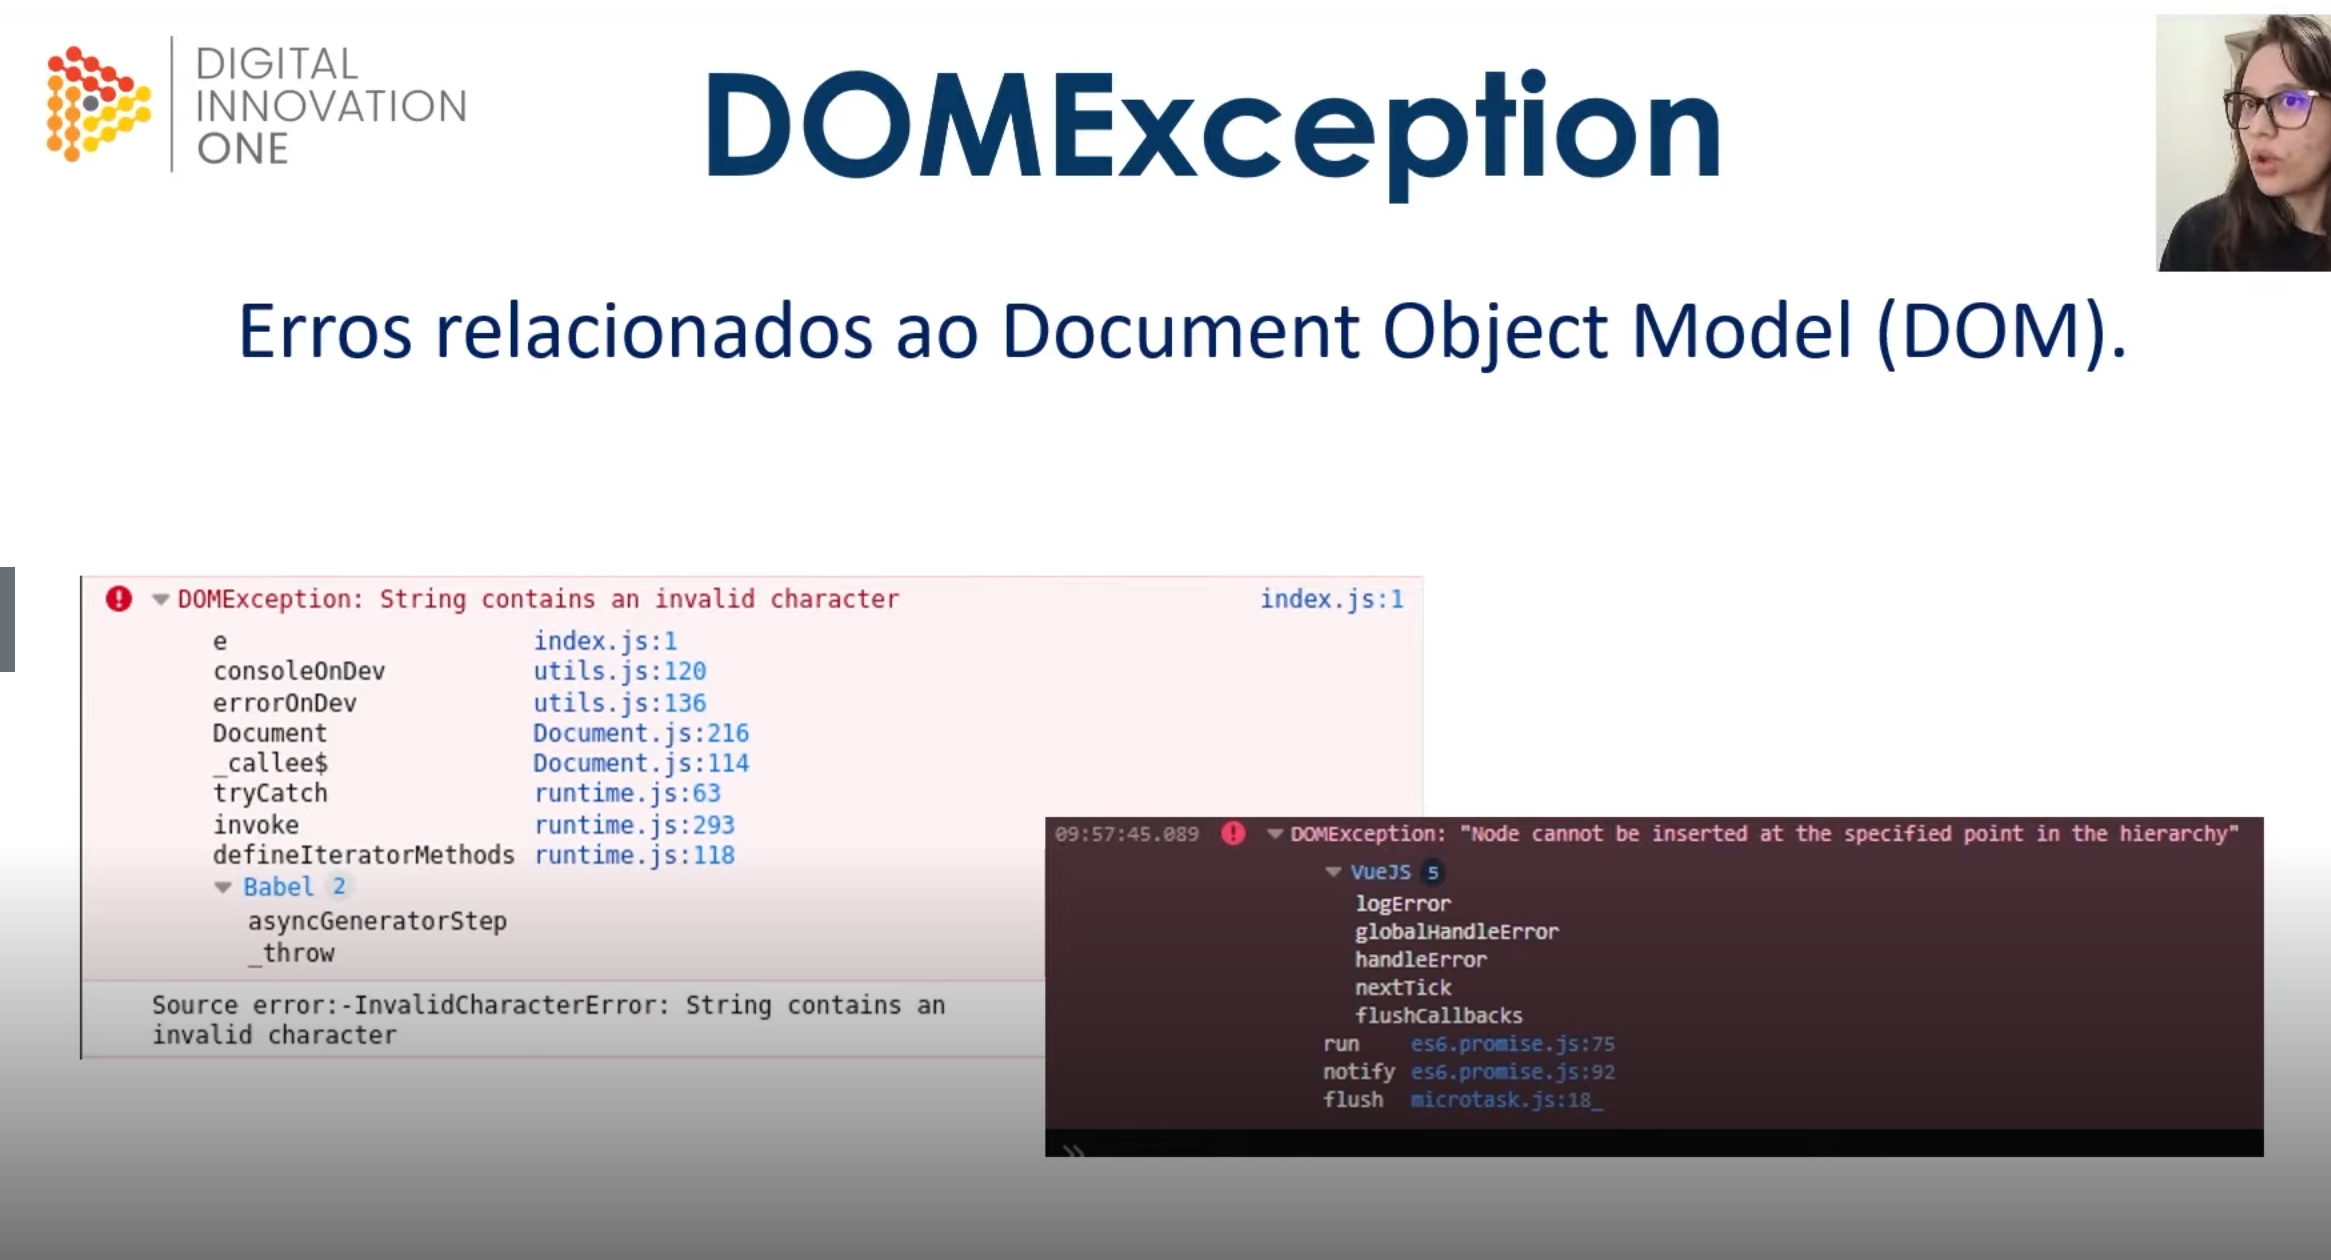 DIGITAL
INNOVATION
ONE
DOMException
Erros relacionados ao Document Object Model (DOM).
DOMException: String contains an invalid character index.js:1
e index.js:1
consoleOnDev utils.js:120
errorOnDev utils.js:136
Document Document.js:216
_callee$ Document.js:114
tryCatch runtime.js:63
invoke runtime.js:293
defineIteratorMethods runtime.js:118
Babel 2
asyncGeneratorStep
_throw
Source error:-InvalidCharacterError: String contains an
invalid character
09:57:45.089 DOMException: "Node cannot be inserted at the specified point in the hierarchy"
VueJS 5
logError
globalHandleError
handleError
nextTick
flushCallbacks
run es6.promise.js:75
notify es6.promise.js:92
flush microtask.js:18_